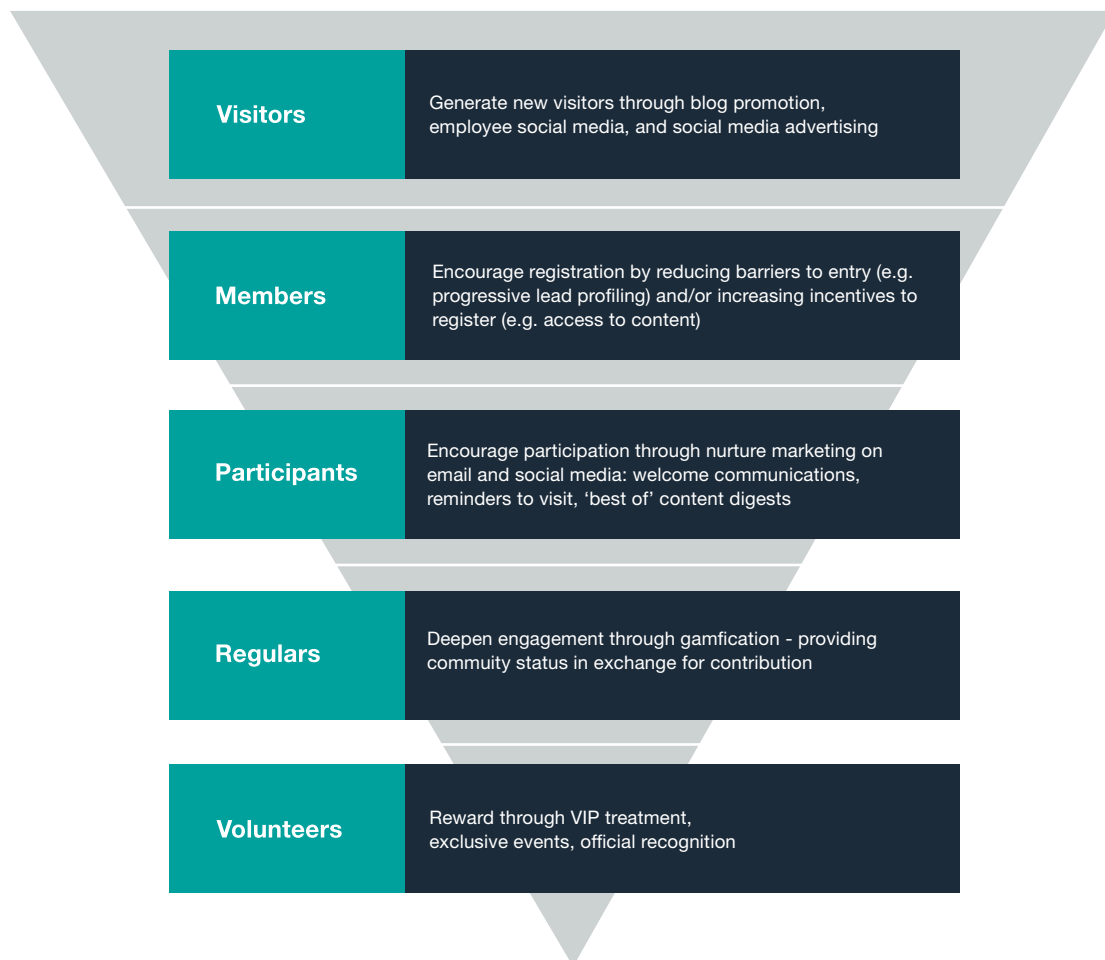 Visitors
Generate new visitors through blog promotion,
employee social media, and social media advertising
Members
Encourage registration by reducing barriers to entry (e.g.
progressive lead profiling) and/or increasing incentives to
register (e.g. access to content)
Participants
Encourage participation through nurture marketing on
email and social media: welcome communications,
reminders to visit, ‘best of’ content digests
Regulars
Deepen engagement through gamfication - providing
commuity status in exchange for contribution
Volunteers
Reward through VIP treatment,
exclusive events, official recognition